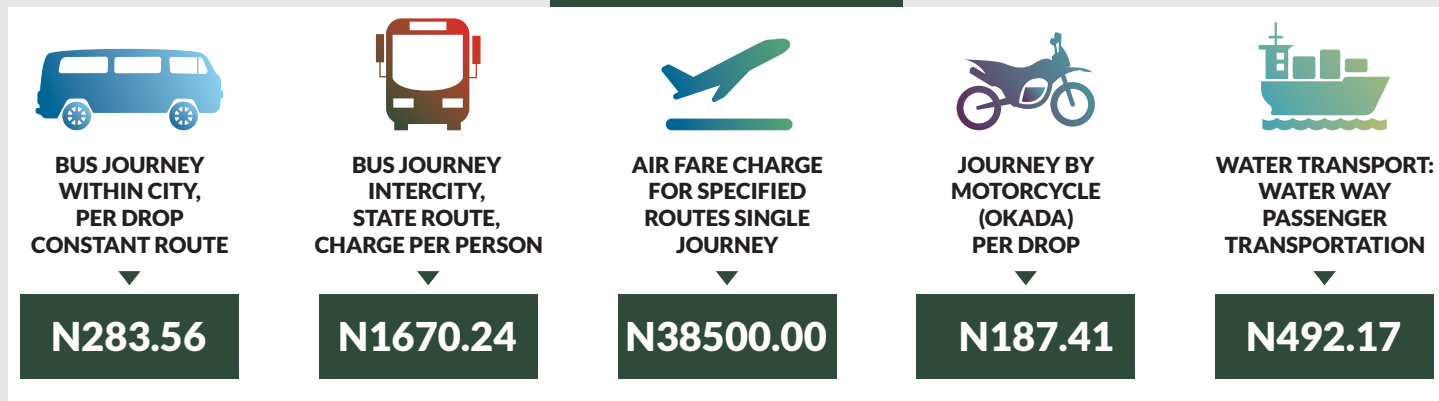 BUS JOURNEY
WITHIN CITY,
PER DROP
CONSTANT ROUTE
N283.56
BUS JOURNEY
INTERCITY,
STATE ROUTE,
CHARGE PER PERSON
N1670.24
AIR FARE CHARGE
FOR SPECIFIED
ROUTES SINGLE
JOURNEY
N38500.00
JOURNEY BY
MOTORCYCLE
(OKADA)
PER DROP
N187.41
WATER TRANSPORT:
WATER WAY
PASSENGER
TRANSPORTATION
N492.17